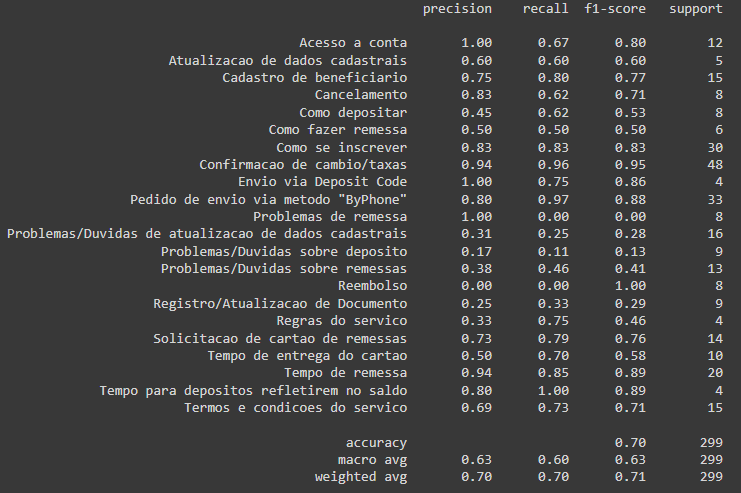 precision recall f1-score support
Acesso a conta 1.00 0.67 0.80 12
Atualizacao de dados cadastrais 0.60 0.60 0.60 5
Cadastro de beneficiario 0.75 0.80 0.77 15
Cancelamento 0.83 0.62 0.71 8
Como depositar 0.45 0.62 0.53 8
Como fazer remessa 0.50 0.50 0.50 6
Como se inscrever 0.83 0.83 0.83 30
Confirmacao de cambio/taxas 0.94 0.96 0.95 48
Envio via Deposit Code 1.00 0.75 0.86 4
Pedido de envio via metodo "ByPhone" 0.80 0.97 0.88 33
Problemas de remessa 1.00 0.00 0.00 8
Problemas/Duvidas de atualizacao de dados cadastrais 0.31 0.25 0.28 16
Problemas/Duvidas sobre deposito 0.17 0.11 0.13 9
Problemas/Duvidas sobre remessas 0.38 0.46 0.41 13
Reembolso 0.00 0.00 1.00 8
Registro/Atualizacao de Documento 0.25 0.33 0.29 9
Regras do servico 0.33 0.75 0.46 4
Solicitacao de cartao de remessas 0.73 0.79 0.76 14
Tempo de entrega do cartao 0.50 0.70 0.58 10
Tempo de remessa 0.94 0.85 0.89 20
Tempo para depositos refletirem no saldo 0.80 1.00 0.89 4
Termos e condicoes do servico 0.69 0.73 0.71 15
accuracy 0.70 299
macro avg 0.63 0.60 0.63 299
weighted avg 0.70 0.70 0.71 299